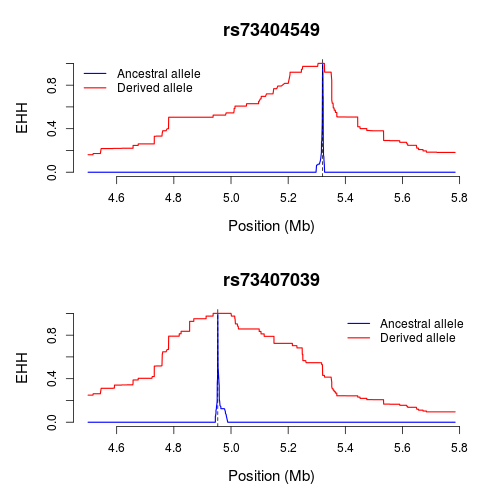 rs73404549
EHH
0.0 0.4 0.8
Ancestral allele
Derived allele
4.6 4.8 5.0 5.2 5.4 5.6 5.8
Position (Mb)
rs73407039
EHH
0.0 0.4 0.8
Ancestral allele
Derived allele
4.6 4.8 5.0 5.2 5.4 5.6 5.8
Position (Mb)